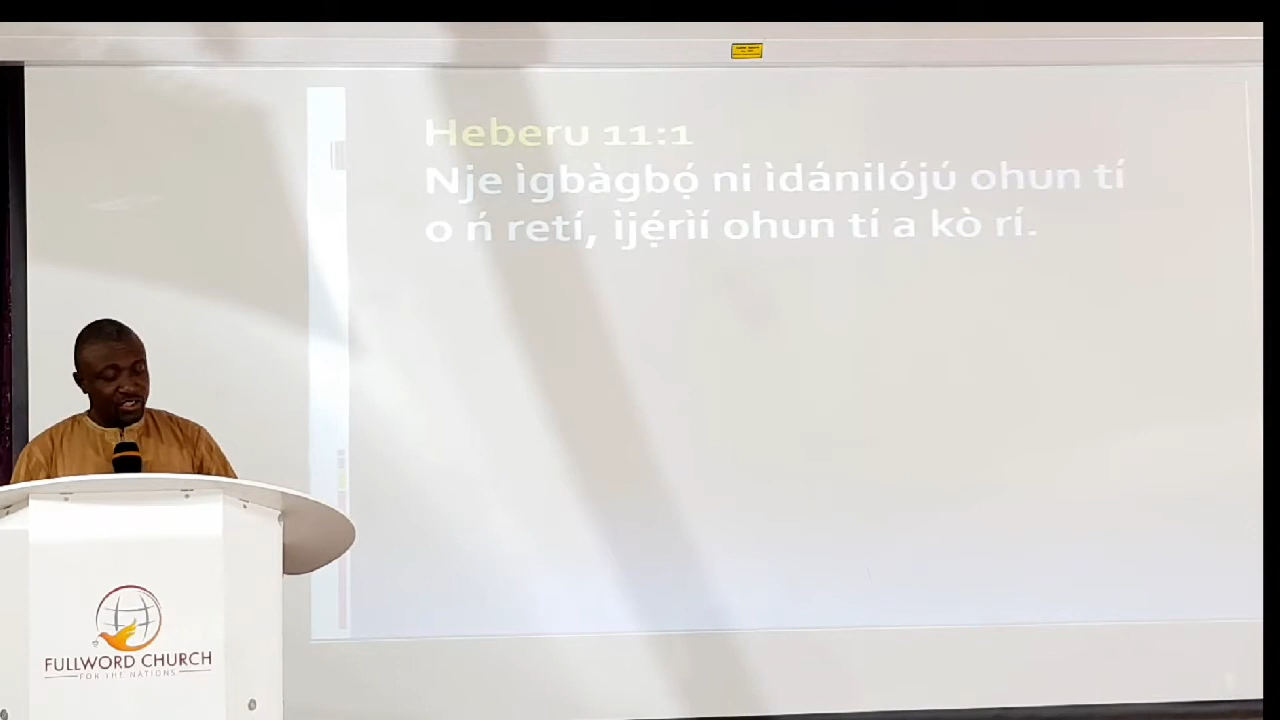 Heberu 11:1
Nje ìgbàgbọ́ ni ìdánilójú ohun tí
o ń retí, ìjẹ́rìí ohun tí a kò rí.
FULLWORD CHURCH
FOR THE NATIONS